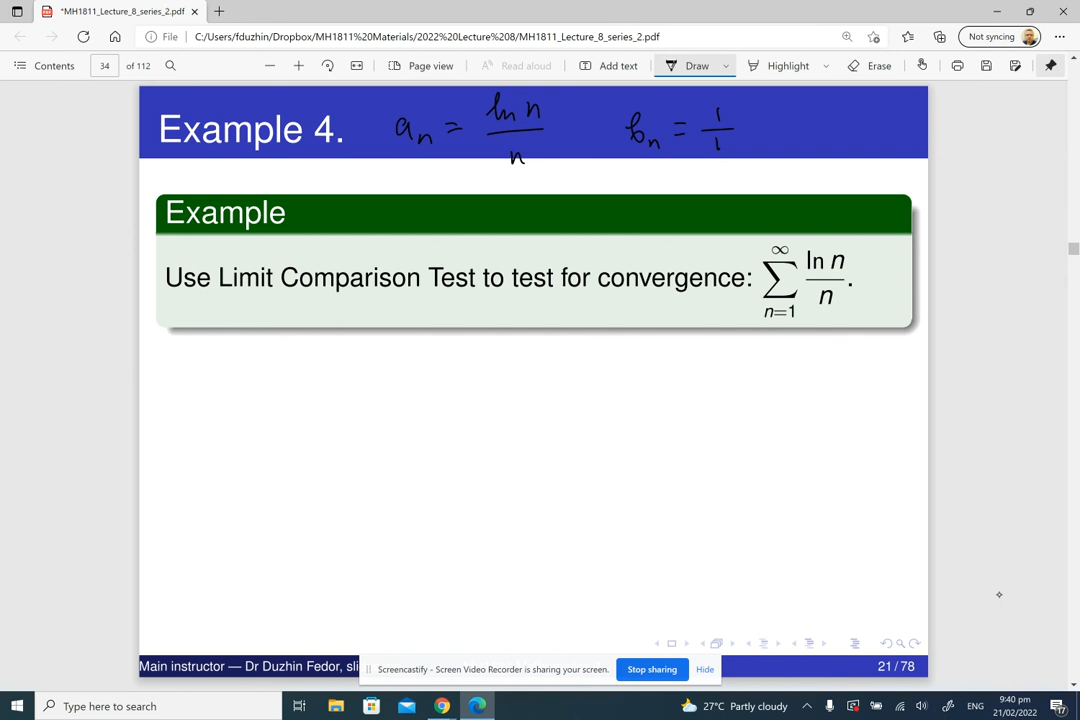 *MH1811_Lecture_8_series_2.pdf
File C:/Users/fduzhin/Dropbox/MH1811%20Materials/2022%20Lecture%208/MH1811_Lecture_8_series_2.pdf Not syncing
Contents 34 of 112 Page view Read aloud Add text Draw Highlight Erase
Example 4. aₙ = ln n / n bₙ = 1/1
Example
Use Limit Comparison Test to test for convergence: ∑_{n=1}^{∞} ln n / n.
Main instructor — Dr Duzhin Fedor, sli 21 / 78
Screencastify - Screen Video Recorder is sharing your screen. Stop sharing Hide
Type here to search 27°C Partly cloudy ENG 9:40 pm
21/02/2022 17